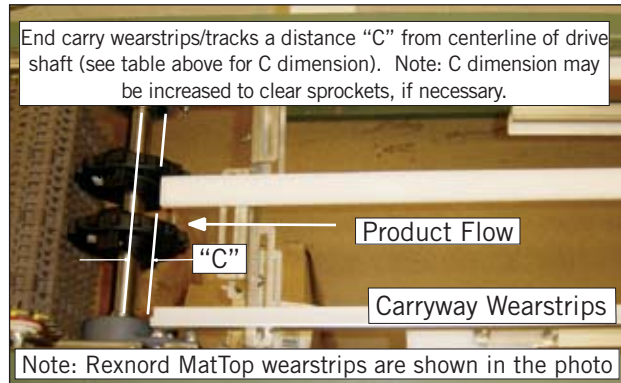 End carry wearstrips/tracks a distance “C” from centerline of drive
shaft (see table above for C dimension).  Note: C dimension may
be increased to clear sprockets, if necessary.
Product Flow
“C”
Carryway Wearstrips
Note: Rexnord MatTop wearstrips are shown in the photo